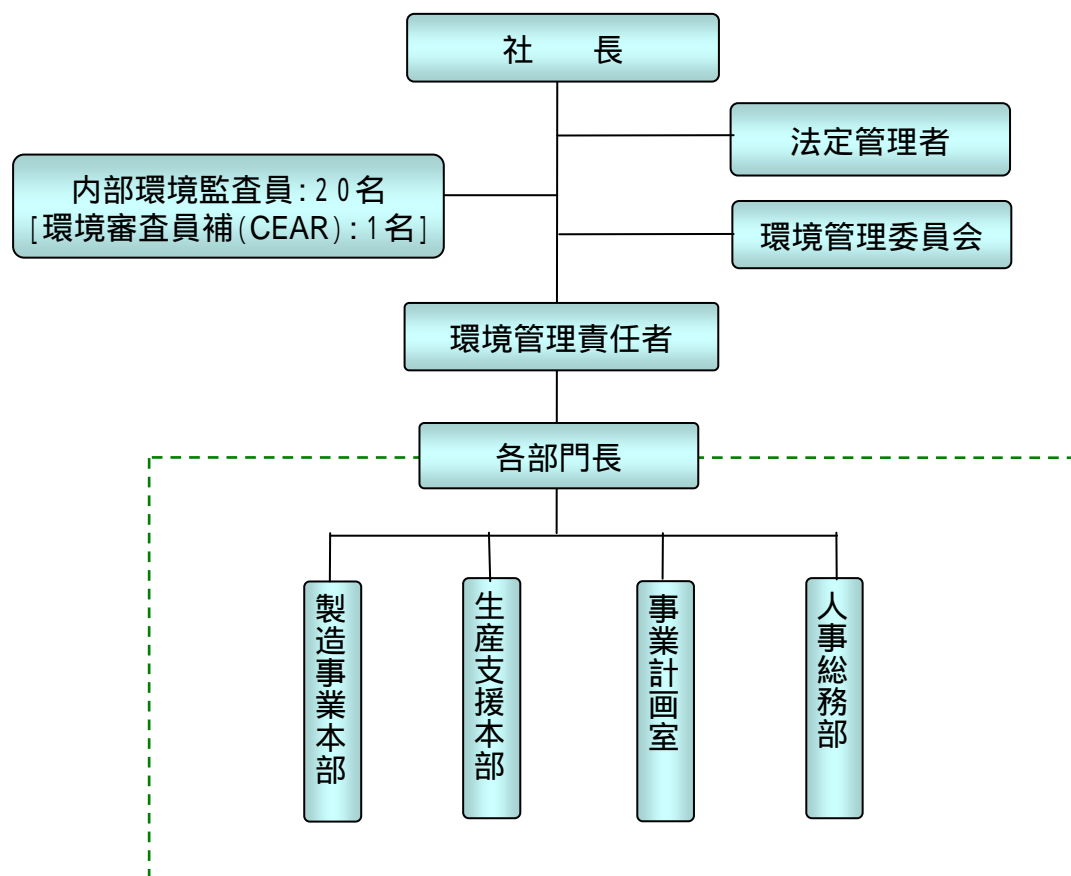 社　　長
法定管理者
内部環境監査員:20名
[環境審査員補(CEAR):1名]
環境管理委員会
環境管理責任者
各部門長
製造事業本部
生産支援本部
事業計画室
人事総務部